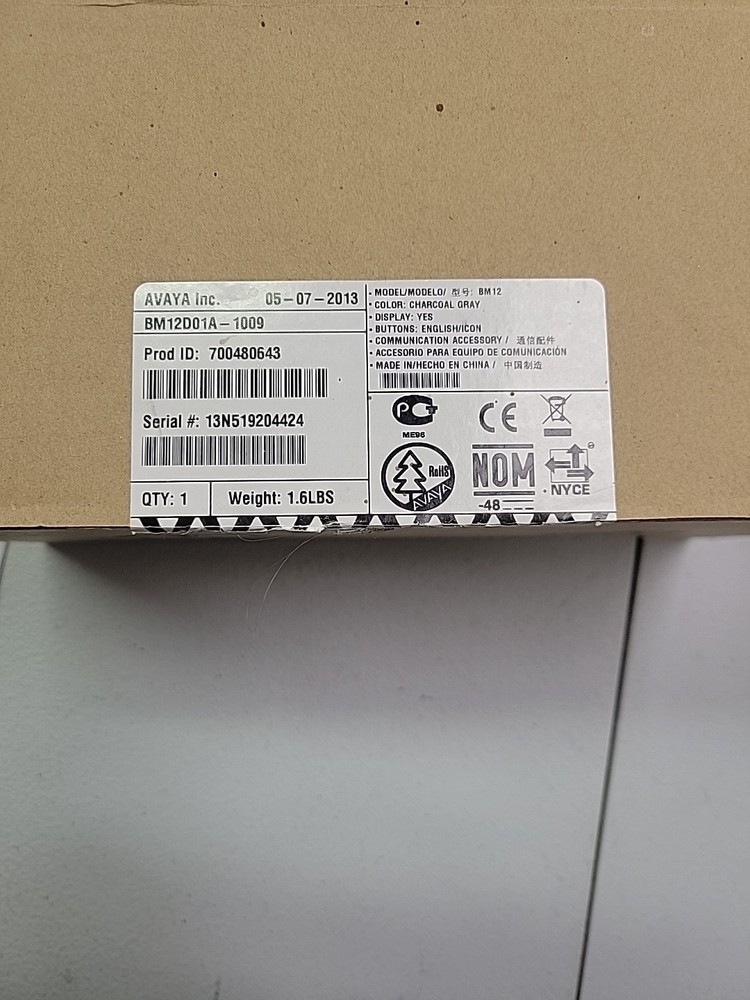 AVAYA Inc. 05-07-2013
BM12D01A-1009
Prod ID: 700480643
Serial #: 13N519204424
QTY: 1 Weight: 1.6LBS
• MODEL/MODELO/ 型号: BM12
• COLOR: CHARCOAL GRAY
• DISPLAY: YES
• BUTTONS: ENGLISH/ICON
• COMMUNICATION ACCESSORY / 通信配件
• ACCESORIO PARA EQUIPO DE COMUNICACIÓN
• MADE IN/HECHO EN CHINA / 中国制造
ME96
CE
RoHS
AVAYA
NOM
-48_ _ _
NYCE